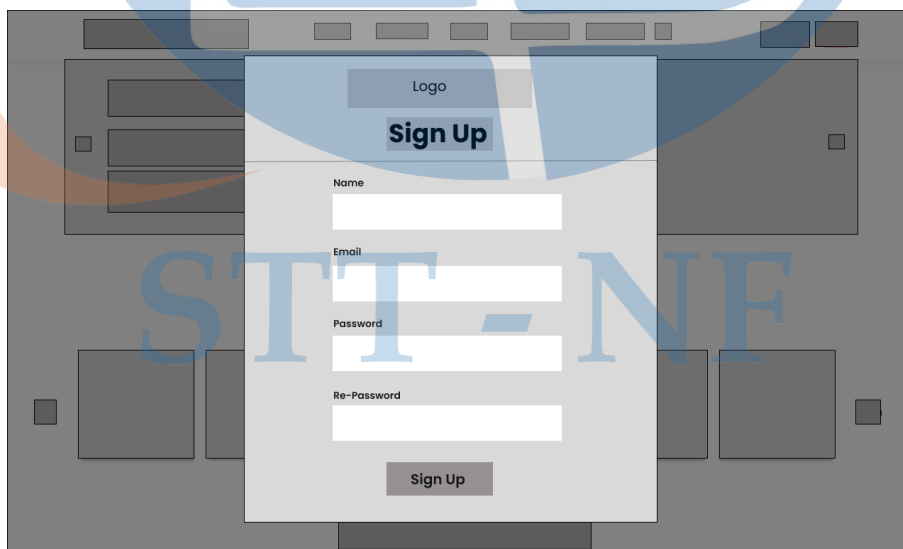 Logo
Sign Up
Name
Email
Password
Re-Password
Sign Up
STT - NF